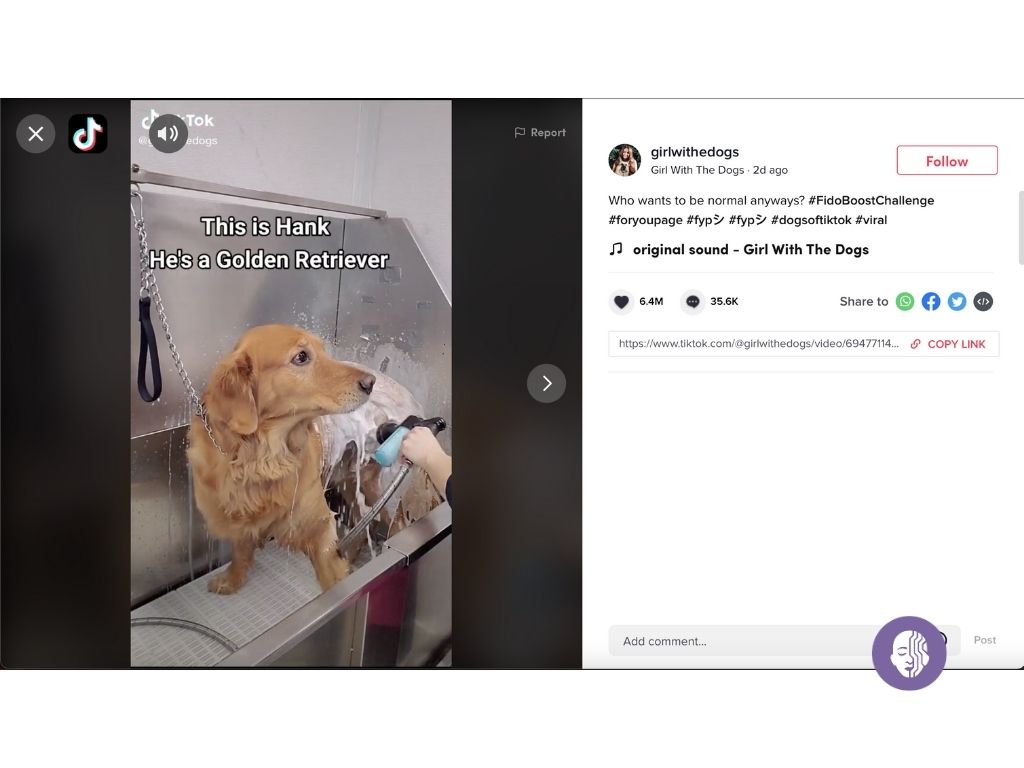 TikTok
Report
This is Hank
He's a Golden Retriever
girlwithedogs
Girl With The Dogs · 2d ago
Follow
Who wants to be normal anyways? #FidoBoostChallenge
#foryoupage #fypシ #fypシ #dogsoftiktok #viral
original sound - Girl With The Dogs
6.4M
35.6K
Share to
https://www.tiktok.com/@girlwithedogs/video/69477114...
COPY LINK
Add comment...
Post